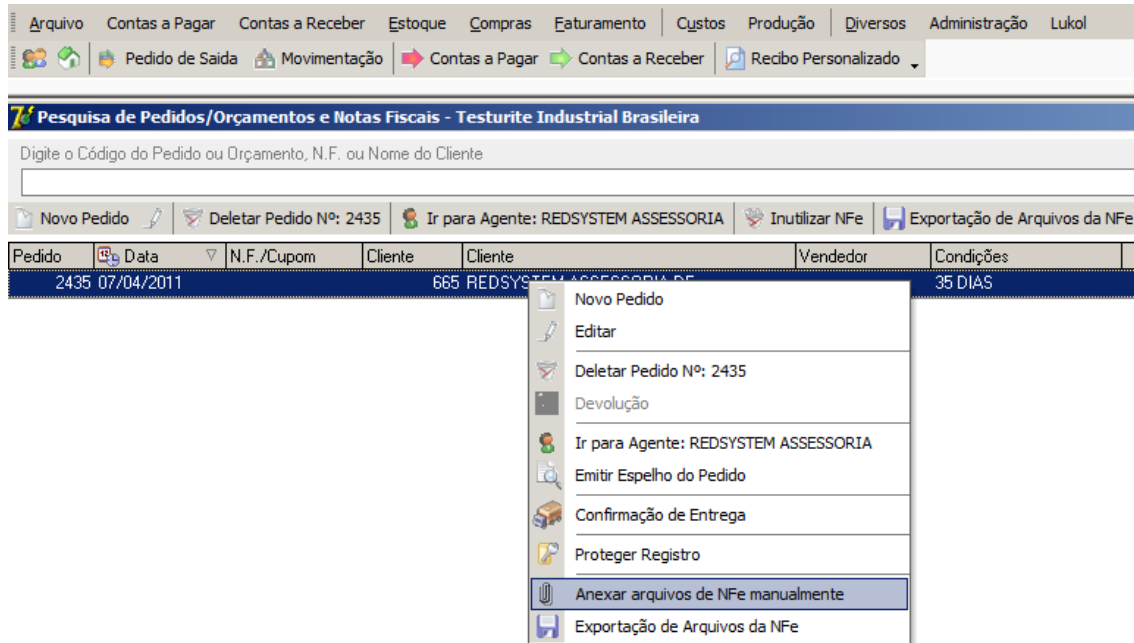 Arquivo Contas a Pagar Contas a Receber Estoque Compras Faturamento Custos Produção Diversos Administração Lukol
Pedido de Saida Movimentação Contas a Pagar Contas a Receber Recibo Personalizado
Pesquisa de Pedidos/Orçamentos e Notas Fiscais - Testurite Industrial Brasileira
Digite o Código do Pedido ou Orçamento, N.F. ou Nome do Cliente
Novo Pedido Deletar Pedido Nº: 2435 Ir para Agente: REDSYSTEM ASSESSORIA Inutilizar NFe Exportação de Arquivos da NFe
Pedido Data N.F./Cupom Cliente Cliente Vendedor Condições
2435 07/04/2011 665 REDSYSTEM ASSESSORIA DE 35 DIAS
Novo Pedido
Editar
Deletar Pedido Nº: 2435
Devolução
Ir para Agente: REDSYSTEM ASSESSORIA
Emitir Espelho do Pedido
Confirmação de Entrega
Proteger Registro
Anexar arquivos de NFe manualmente
Exportação de Arquivos da NFe